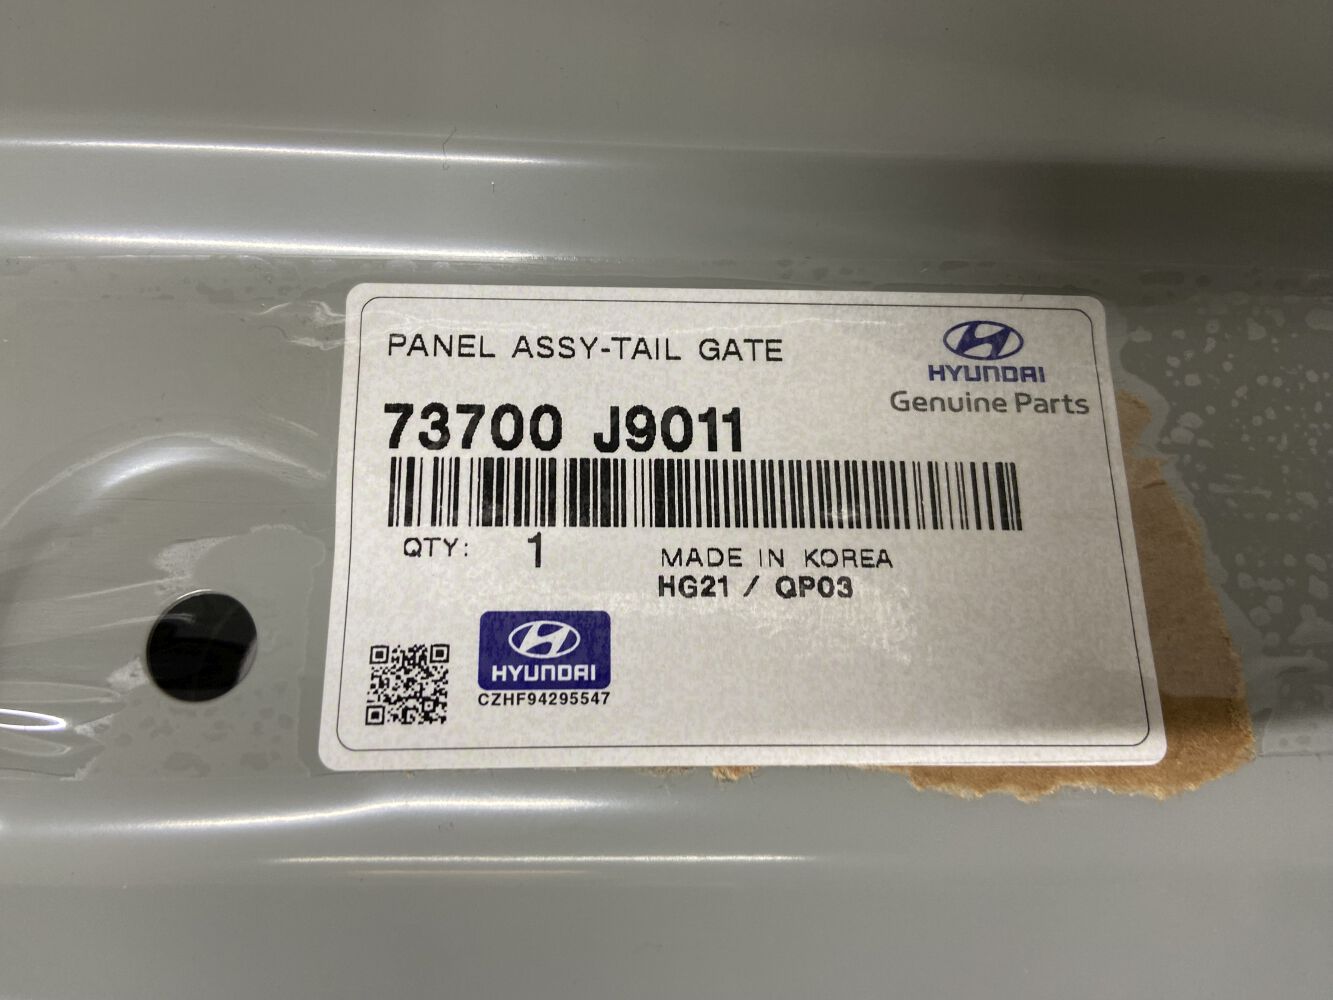 PANEL ASSY-TAIL GATE
HYUNDAI
Genuine Parts
73700 J9011
QTY: 1
MADE IN KOREA
HG21 / QP03
HYUNDAI
CZHF94295547